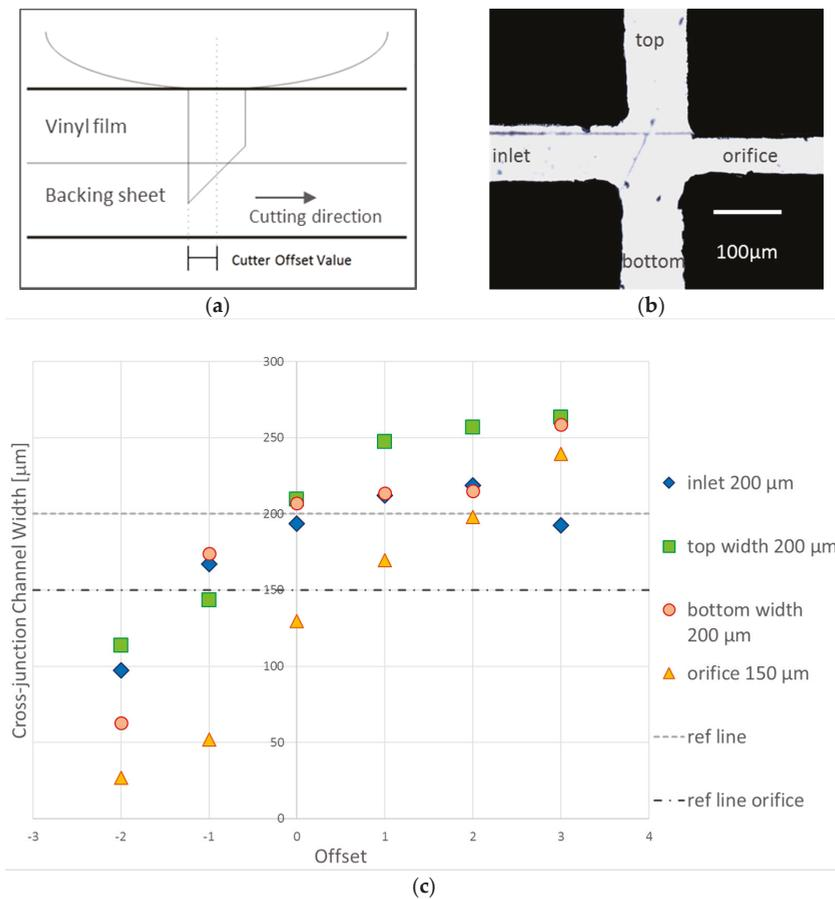 Vinyl film
Backing sheet
Cutting direction
Cutter Offset Value
(a)
top
inlet
orifice
bottom
100µm
(b)
Cross-junction Channel Width [µm]
300
250
200
150
100
50
0
-3 -2 -1 0 1 2 3 4
Offset
inlet 200 µm
top width 200 µm
bottom width
200 µm
orifice 150 µm
ref line
ref line orifice
(c)